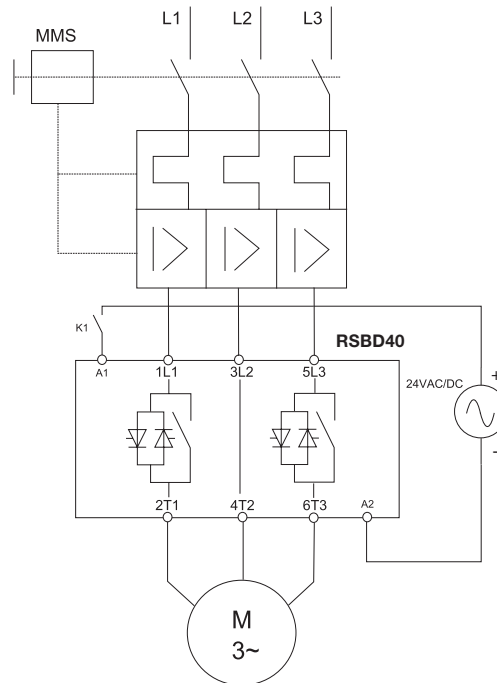 L1 L2 L3
MMS
K1
RSBD40
A1 1L1 3L2 5L3
24VAC/DC
+
−
2T1 4T2 6T3 A2
M
3~